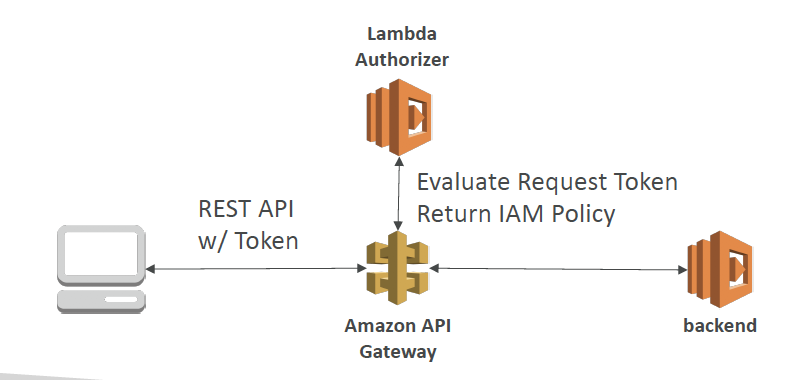 Lambda
Authorizer
Evaluate Request Token
Return IAM Policy
REST API
w/ Token
Amazon API
Gateway
backend